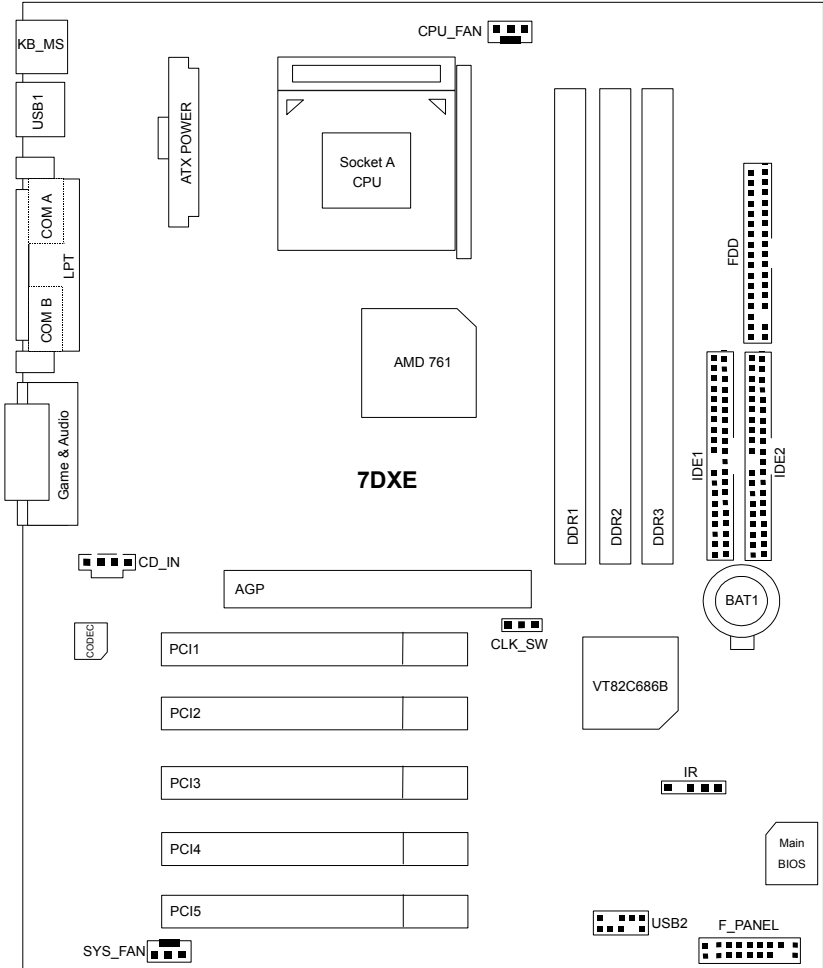 CPU_FAN
KB_MS
USB1
ATX POWER
Socket A
CPU
COM A
LPT
COM B
FDD
AMD 761
Game & Audio
7DXE
IDE1
IDE2
DDR1
DDR2
DDR3
CD_IN
AGP
BAT1
CODEC
PCI1
CLK_SW
VT82C686B
PCI2
IR
PCI3
Main
BIOS
PCI4
PCI5
USB2
F_PANEL
SYS_FAN